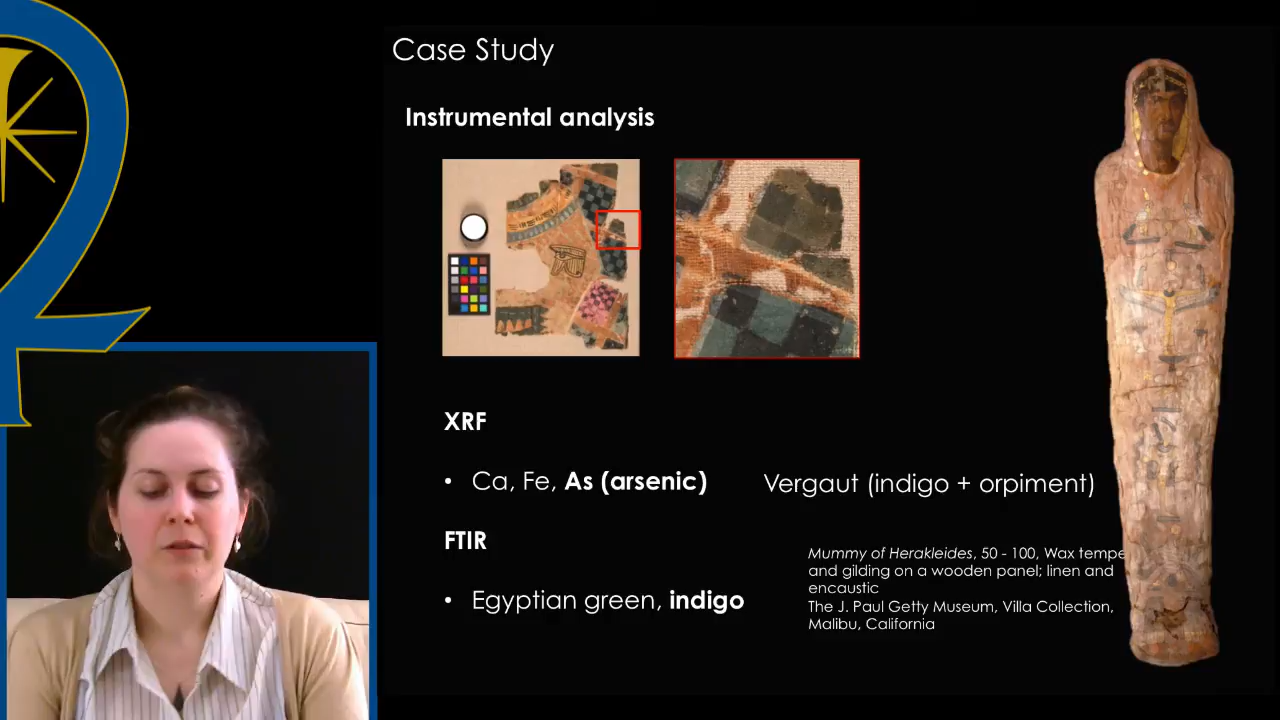 Case Study
Instrumental analysis
XRF
• Ca, Fe, As (arsenic)
Vergaut (indigo + orpiment)
FTIR
• Egyptian green, indigo
Mummy of Herakleides, 50 - 100, Wax tempe
and gilding on a wooden panel; linen and
encaustic
The J. Paul Getty Museum, Villa Collection,
Malibu, California